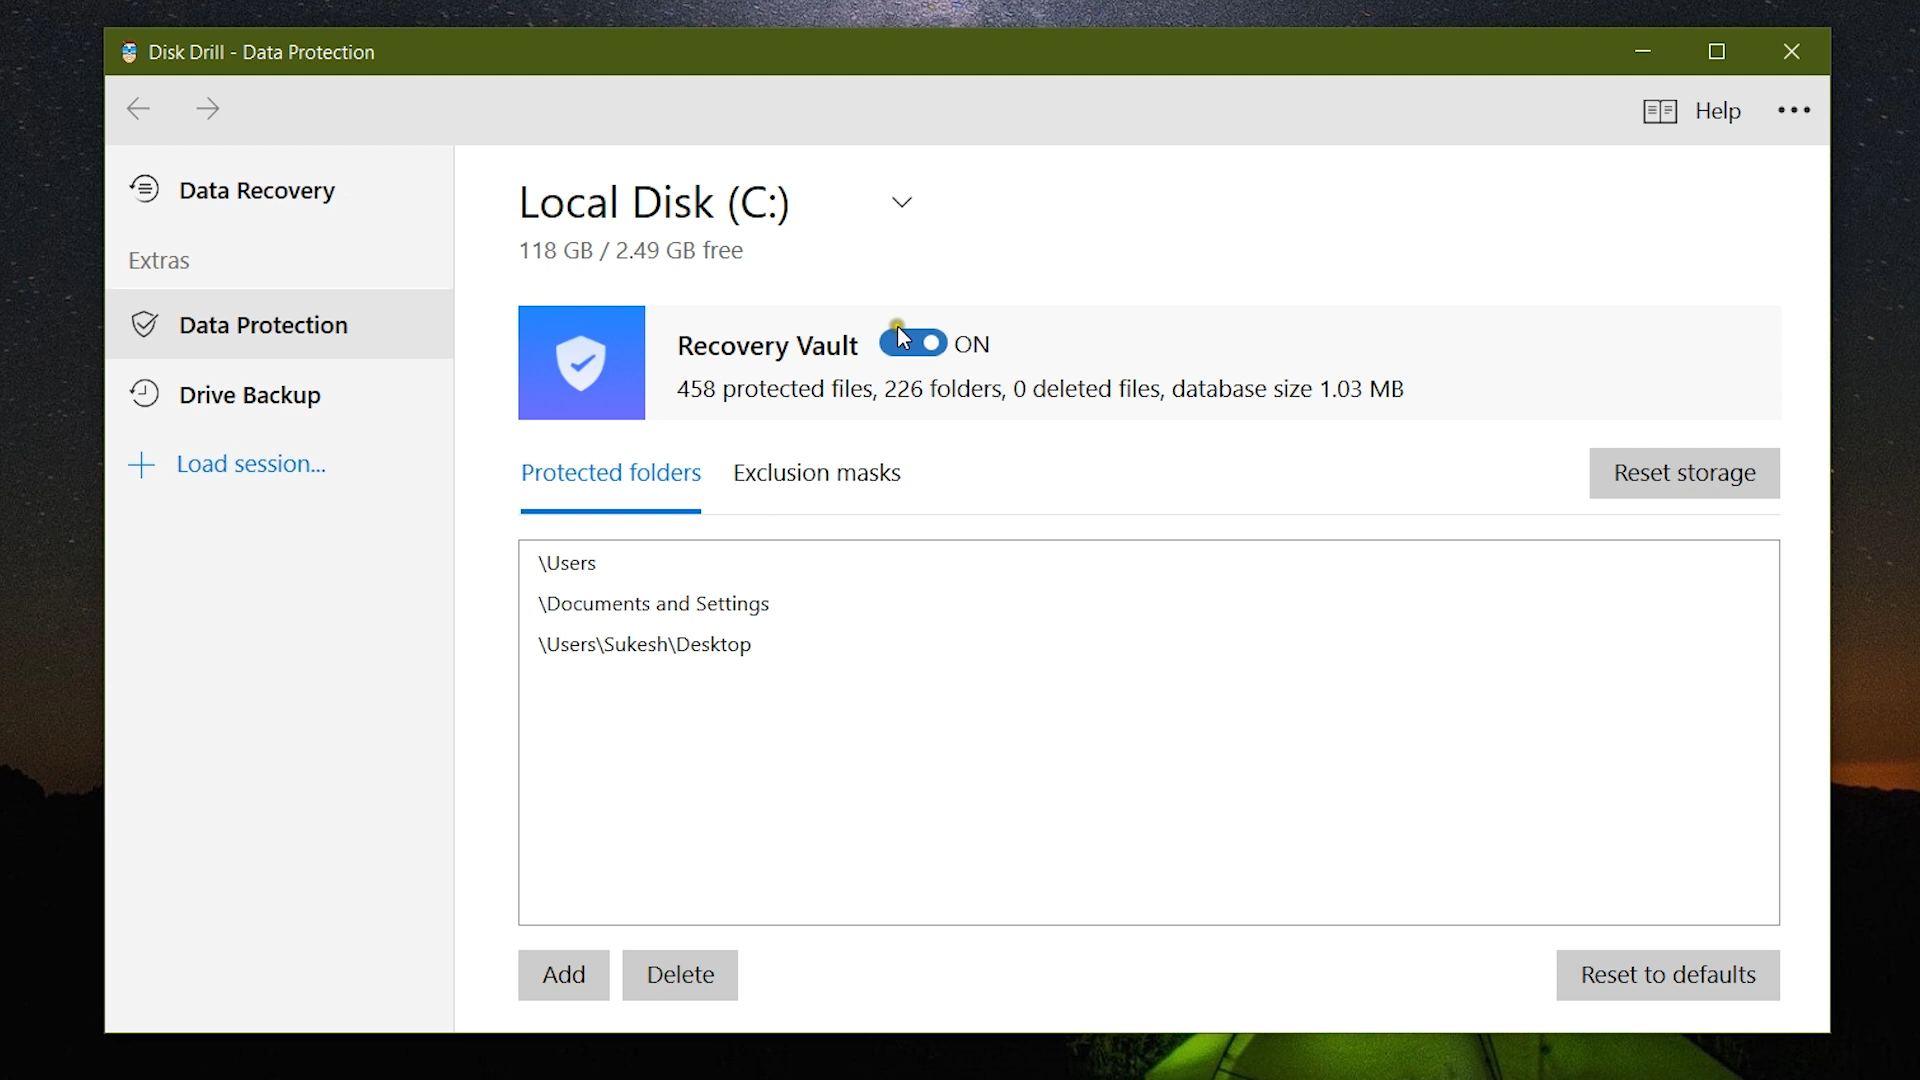 Disk Drill - Data Protection
Help
Data Recovery
Extras
Data Protection
Drive Backup
Load session...
Local Disk (C:)
118 GB / 2.49 GB free
Recovery Vault ON
458 protected files, 226 folders, 0 deleted files, database size 1.03 MB
Protected folders Exclusion masks Reset storage
\Users
\Documents and Settings
\Users\Sukesh\Desktop
Add Delete Reset to defaults